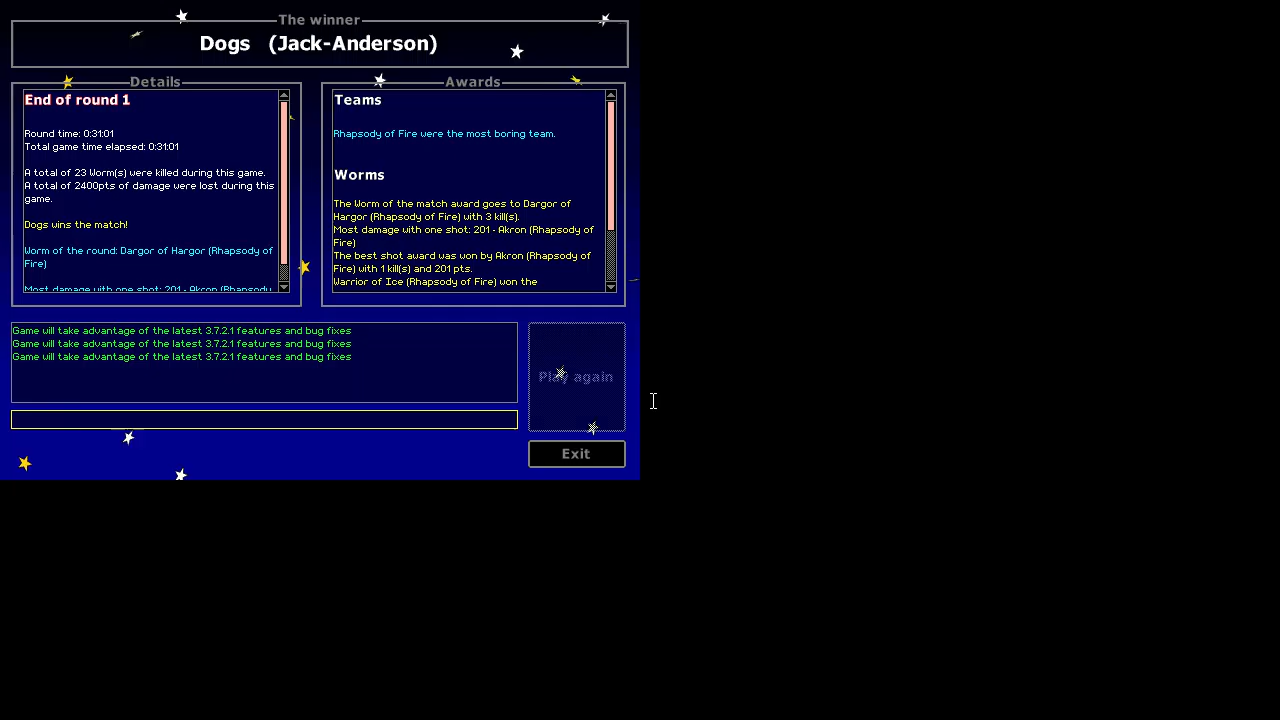 The winner
Dogs (Jack-Anderson)
Details
End of round 1
Round time: 0:31:01
Total game time elapsed: 0:31:01
A total of 23 Worm(s) were killed during this game.
A total of 2400pts of damage were lost during this
game.
Dogs wins the match!
Worm of the round: Dargor of Hargor (Rhapsody of
Fire)
Most damage with one shot: 201 - Akron (Rhapsody
Awards
Teams
Rhapsody of Fire were the most boring team.
Worms
The Worm of the match award goes to Dargor of
Hargor (Rhapsody of Fire) with 3 kill(s).
Most damage with one shot: 201 - Akron (Rhapsody of
Fire)
The best shot award was won by Akron (Rhapsody of
Fire) with 1 kill(s) and 201 pts.
Warrior of Ice (Rhapsody of Fire) won the
Game will take advantage of the latest 3.7.2.1 features and bug fixes
Game will take advantage of the latest 3.7.2.1 features and bug fixes
Game will take advantage of the latest 3.7.2.1 features and bug fixes
Play again
Exit